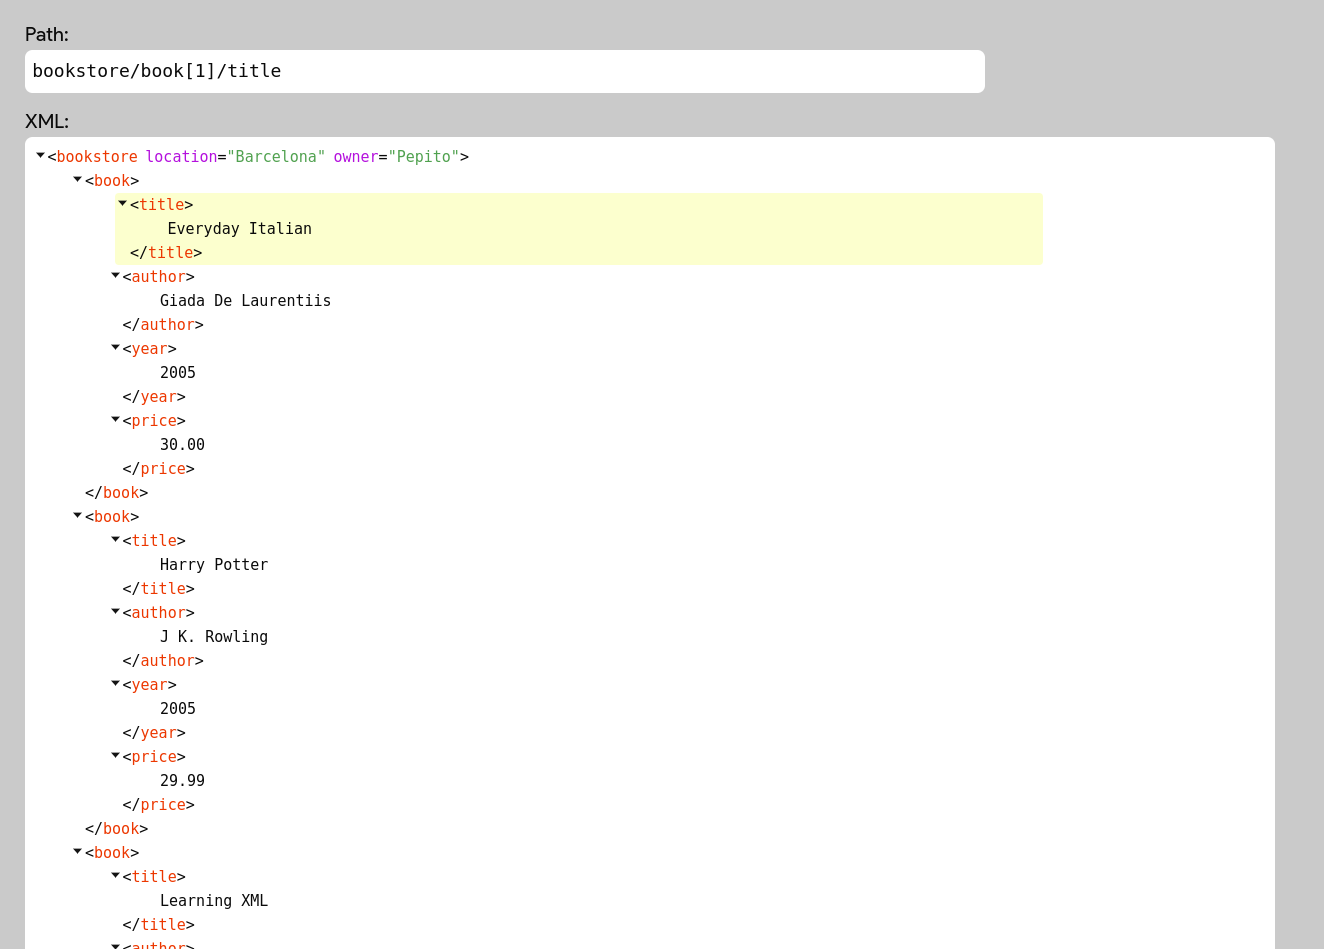 Path:
bookstore/book[1]/title
XML:
<bookstore location="Barcelona" owner="Pepito">
<book>
<title>
Everyday Italian
</title>
<author>
Giada De Laurentiis
</author>
<year>
2005
</year>
<price>
30.00
</price>
</book>
<book>
<title>
Harry Potter
</title>
<author>
J K. Rowling
</author>
<year>
2005
</year>
<price>
29.99
</price>
</book>
<book>
<title>
Learning XML
</title>
<author>